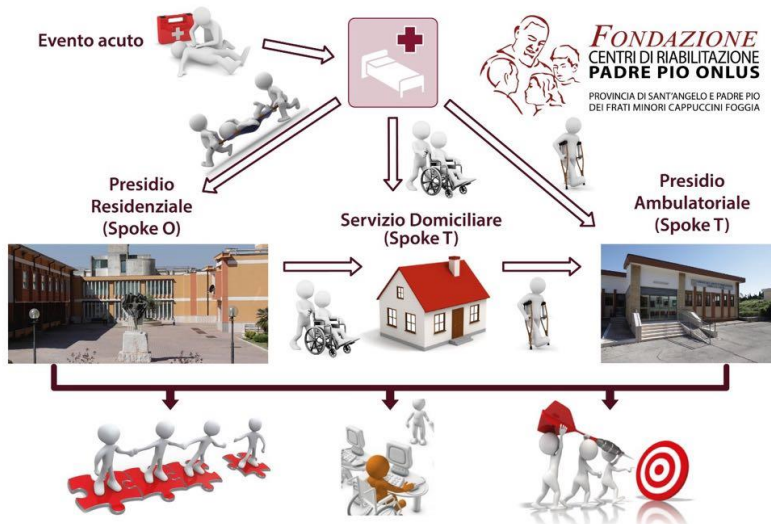 Evento acuto
FONDAZIONE
CENTRI DI RIABILITAZIONE
PADRE PIO ONLUS
PROVINCIA DI SANT'ANGELO E PADRE PIO
DEI FRATI MINORI CAPPUCCINI FOGGIA
Presidio
Residenziale
(Spoke O)
Servizio Domiciliare
(Spoke T)
Presidio
Ambulatoriale
(Spoke T)